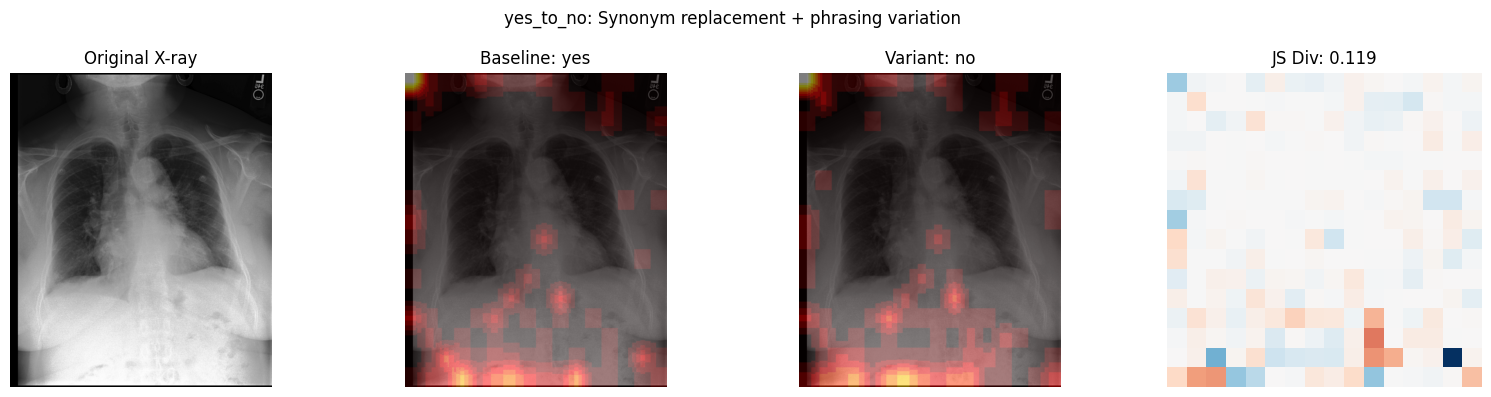 yes_to_no: Synonym replacement + phrasing variation
Original X-ray
Baseline: yes
Variant: no
JS Div: 0.119